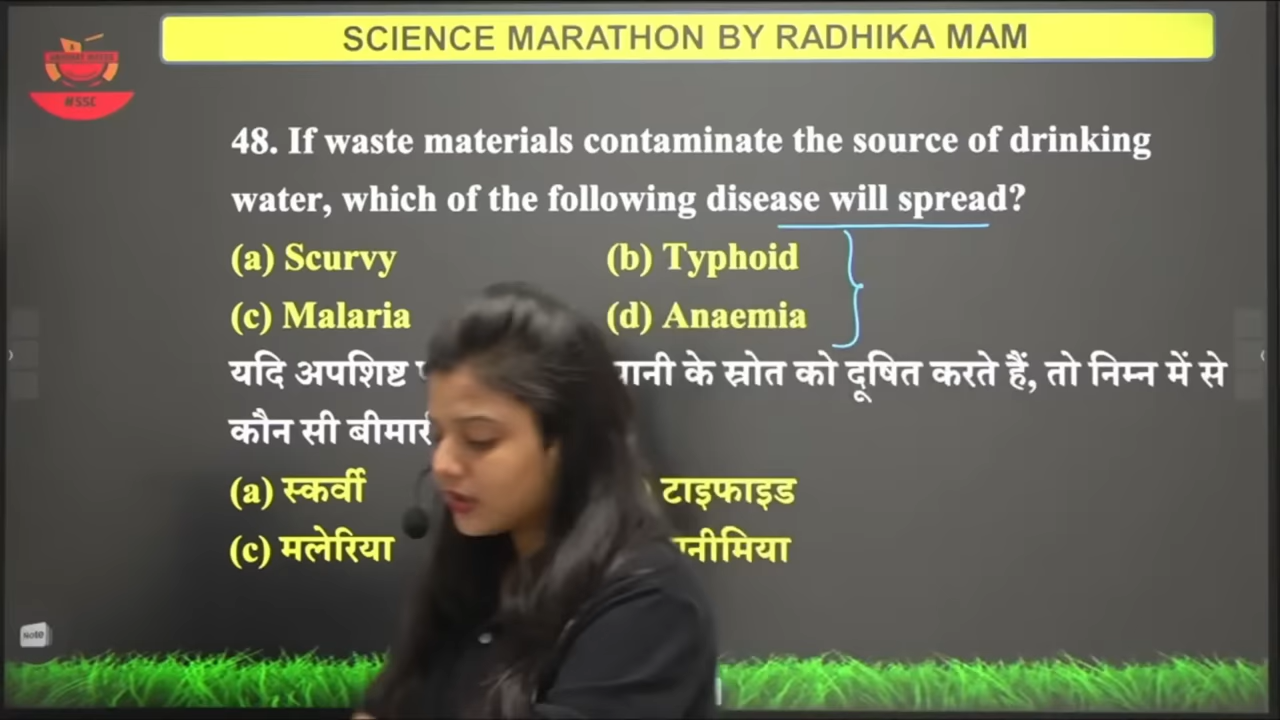 SCIENCE MARATHON BY RADHIKA MAM
#SSC
48. If waste materials contaminate the source of drinking
water, which of the following disease will spread?
(a) Scurvy (b) Typhoid
(c) Malaria (d) Anaemia
यदि अपशिष्ट के स्रोत को दूषित करते हैं, तो निम्न में से
कौन सी
(a) स्कर्वी टाइफाइड
(c) मलेरिया
Note